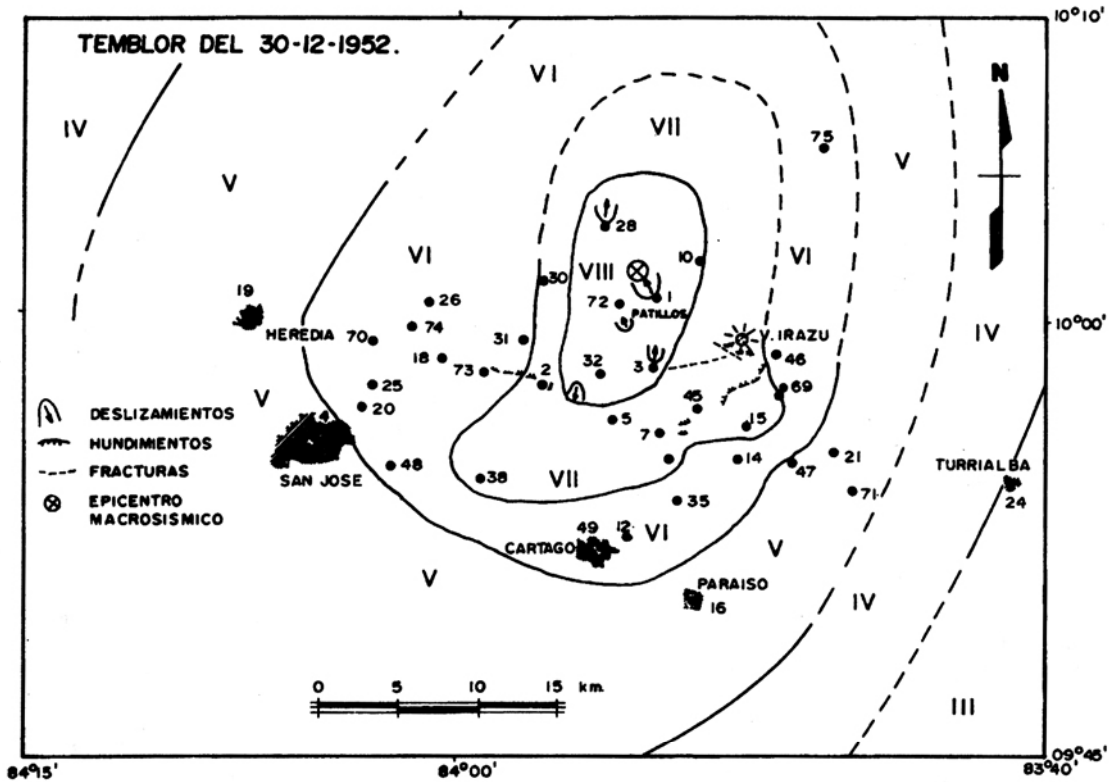 10°10'
TEMBLOR DEL 30-12-1952.
VI
N
IV
VII
75
V
V
28
VI
VIII
10
VI
30
19
26
72
1
PATILLOS
IV
HEREDIA
70
74
31
V. IRAZU
10°00'
18
46
73
2
32
3
25
69
V
20
45
DESLIZAMIENTOS
4
5
15
HUNDIMIENTOS
7
FRACTURAS
48
14
21
TURRIALBA
SAN JOSE
38
VII
47
EPICENTRO
MACROSISMICO
35
71
24
49
12
VI
CARTAGO
V
V
PARAISO
16
IV
0 5 10 15 km.
III
84°15'
84°00'
83°40'
09°45'